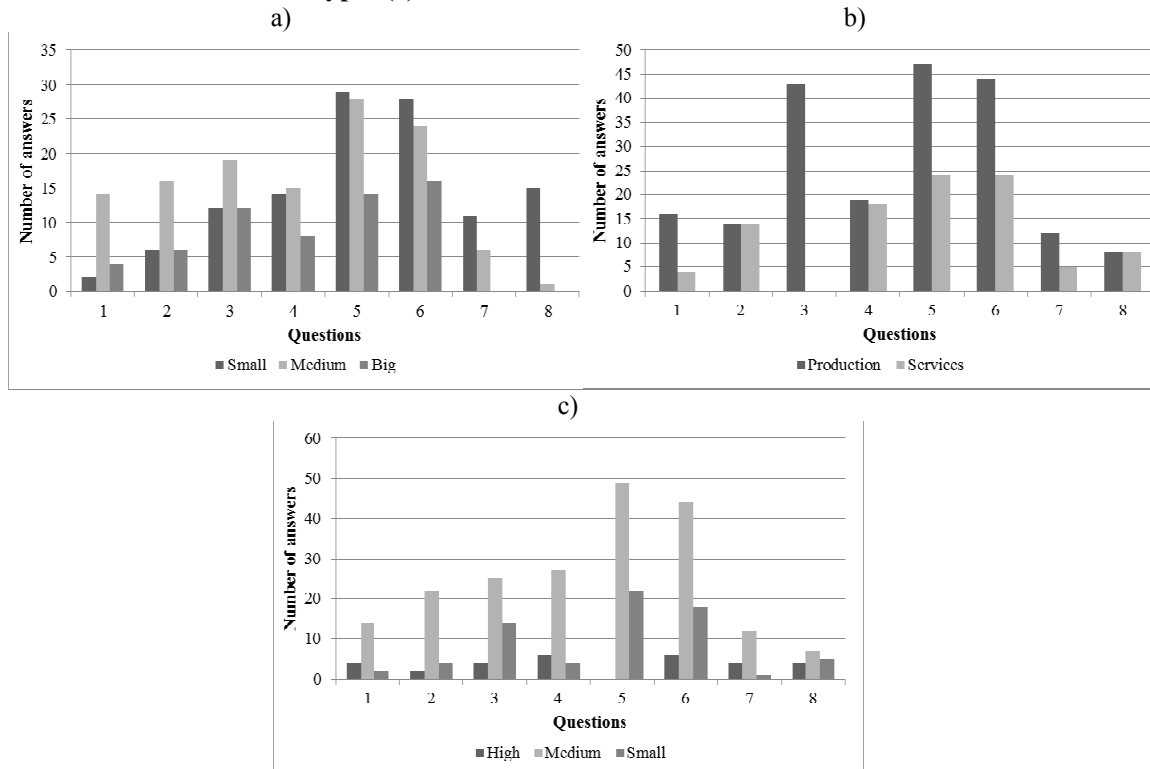 a)
35
30
25
20
15
10
5
0
Number of answers
1 2 3 4 5 6 7 8
Questions
Small Medium Big
b)
50
45
40
35
30
25
20
15
10
5
0
Number of answers
1 2 3 4 5 6 7 8
Questions
Production Services
c)
60
50
40
30
20
10
0
Number of answers
1 2 3 4 5 6 7 8
Questions
High Medium Small